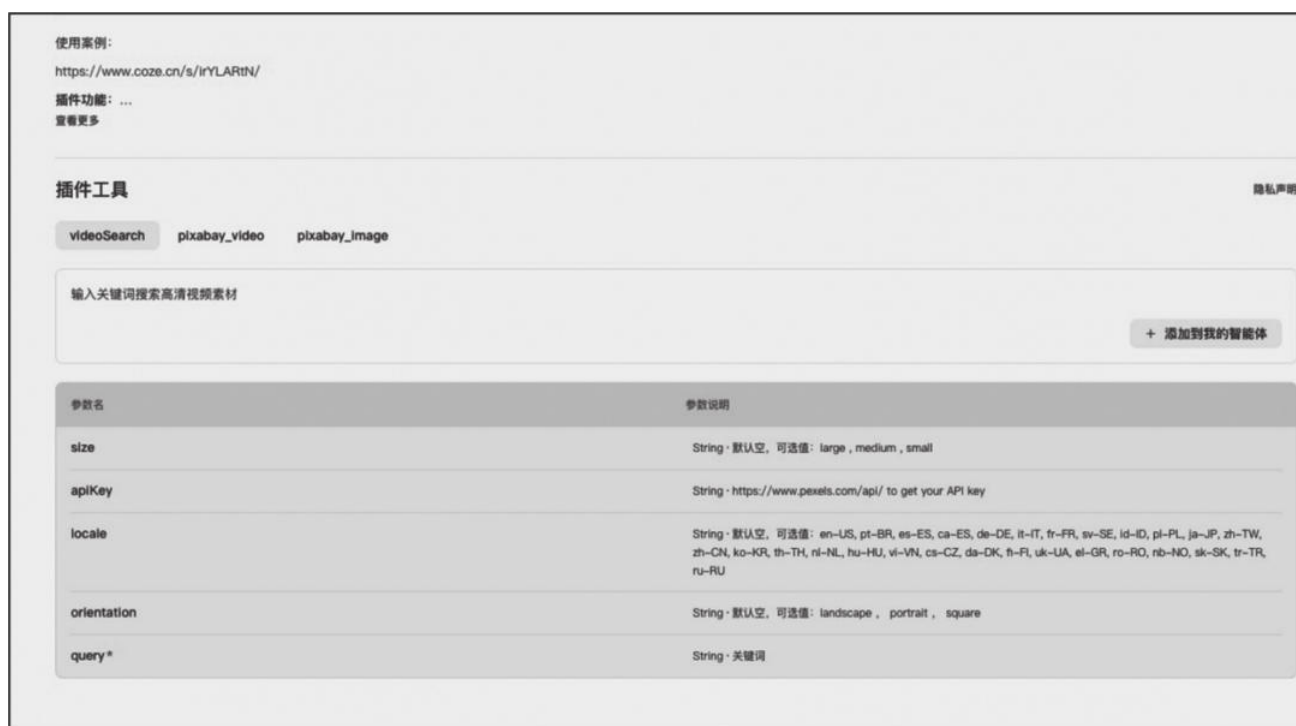 使用案例：
https://www.coze.cn/s/irYLARtN/
插件功能：...
查看更多
插件工具
隐私声明
videoSearch pixabay_video pixabay_image
输入关键词搜索高清视频素材
+ 添加到我的智能体
参数名 参数说明
size String · 默认空，可选值：large , medium , small
apiKey String · https://www.pexels.com/api/ to get your API key
locale String · 默认空，可选值：en-US, pt-BR, es-ES, ca-ES, de-DE, it-IT, fr-FR, sv-SE, id-ID, pl-PL, ja-JP, zh-TW,
zh-CN, ko-KR, th-TH, nl-NL, hu-HU, vi-VN, cs-CZ, da-DK, fi-FI, uk-UA, el-GR, ro-RO, nb-NO, sk-SK, tr-TR,
ru-RU
orientation String · 默认空，可选值：landscape ， portrait ， square
query* String · 关键词